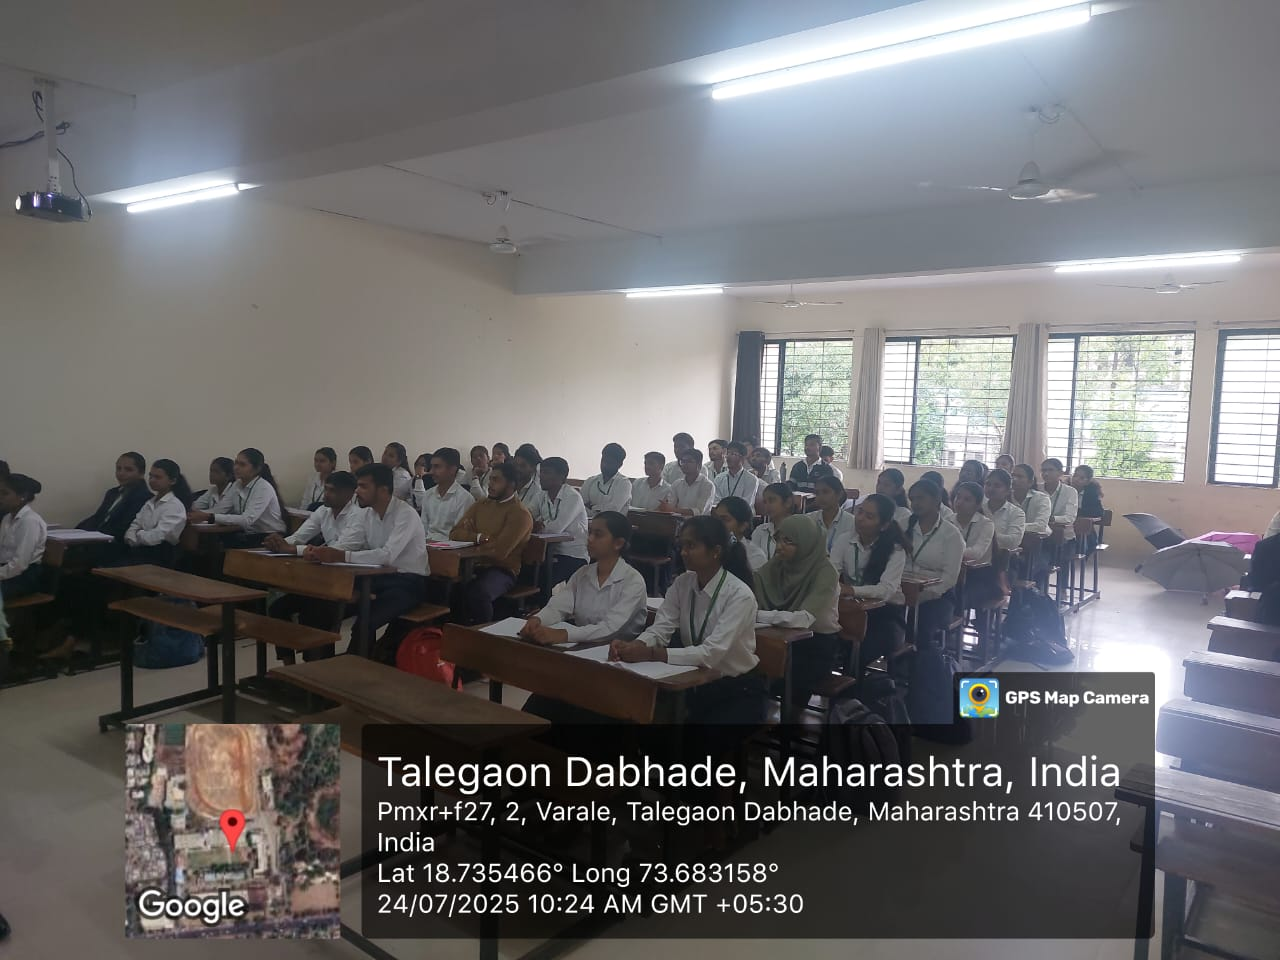 GPS Map Camera
Talegaon Dabhade, Maharashtra, India
Pmxr+f27, 2, Varale, Talegaon Dabhade, Maharashtra 410507,
India
Lat 18.735466° Long 73.683158°
24/07/2025 10:24 AM GMT +05:30
Google